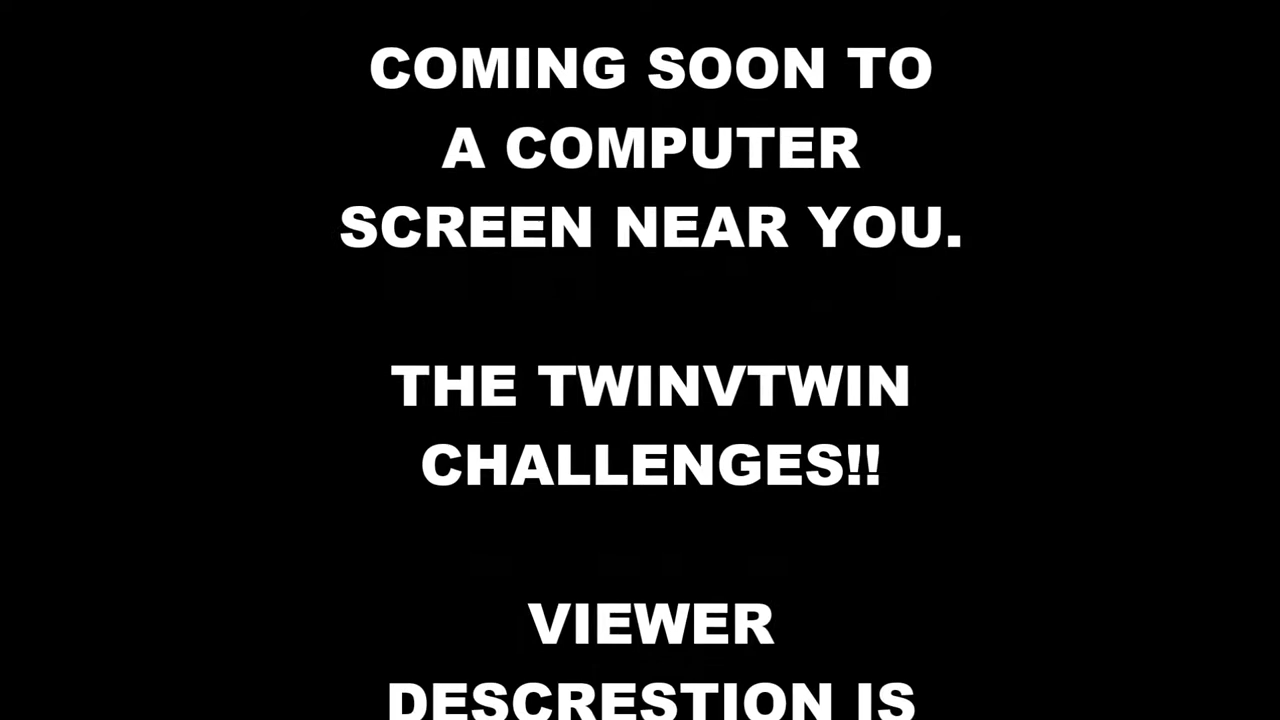 COMING SOON TO
A COMPUTER
SCREEN NEAR YOU.
THE TWINVTWIN
CHALLENGES!!
VIEWER
DESCRESTION IS